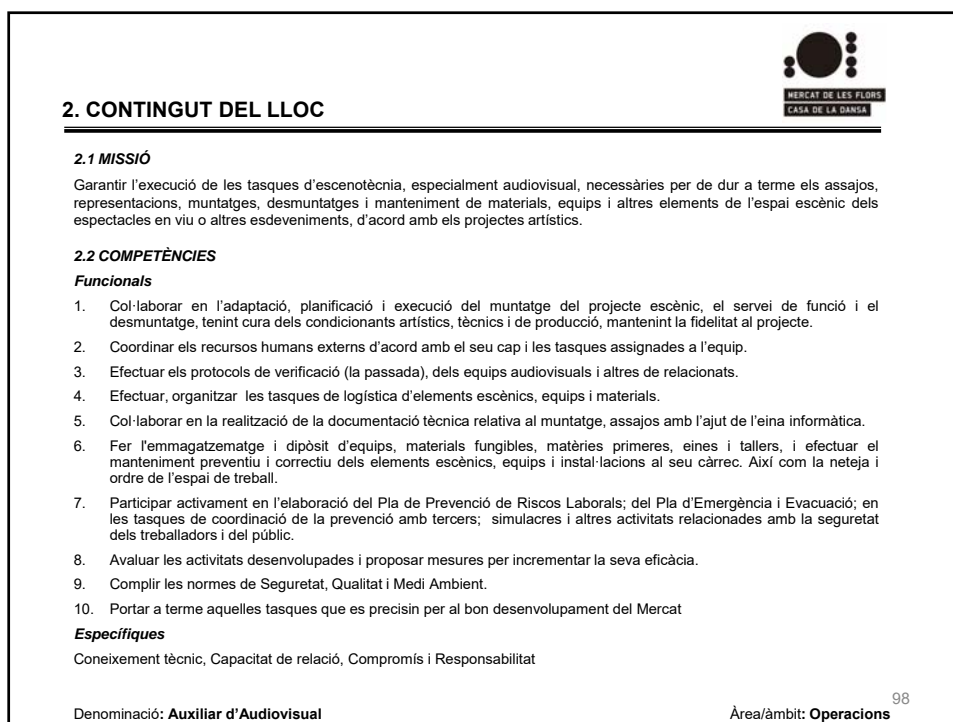 MERCAT DE LES FLORS
CASA DE LA DANSA
2. CONTINGUT DEL LLOC
2.1 MISSIÓ
Garantir l’execució de les tasques d’escenotècnia, especialment audiovisual, necessàries per de dur a terme els assajos,
representacions, muntatges, desmuntatges i manteniment de materials, equips i altres elements de l’espai escènic dels
espectacles en viu o altres esdeveniments, d’acord amb els projectes artístics.
2.2 COMPETÈNCIES
Funcionals
1. Col·laborar en l’adaptació, planificació i execució del muntatge del projecte escènic, el servei de funció i el
desmuntatge, tenint cura dels condicionants artístics, tècnics i de producció, mantenint la fidelitat al projecte.
2. Coordinar els recursos humans externs d’acord amb el seu cap i les tasques assignades a l’equip.
3. Efectuar els protocols de verificació (la passada), dels equips audiovisuals i altres de relacionats.
4. Efectuar, organitzar les tasques de logística d’elements escènics, equips i materials.
5. Col·laborar en la realització de la documentació tècnica relativa al muntatge, assajos amb l’ajut de l’eina informàtica.
6. Fer l'emmagatzematge i dipòsit d’equips, materials fungibles, matèries primeres, eines i tallers, i efectuar el
manteniment preventiu i correctiu dels elements escènics, equips i instal·lacions al seu càrrec. Així com la neteja i
ordre de l’espai de treball.
7. Participar activament en l’elaboració del Pla de Prevenció de Riscos Laborals; del Pla d’Emergència i Evacuació; en
les tasques de coordinació de la prevenció amb tercers; simulacres i altres activitats relacionades amb la seguretat
dels treballadors i del públic.
8. Avaluar les activitats desenvolupades i proposar mesures per incrementar la seva eficàcia.
9. Complir les normes de Seguretat, Qualitat i Medi Ambient.
10. Portar a terme aquelles tasques que es precisin per al bon desenvolupament del Mercat
Específiques
Coneixement tècnic, Capacitat de relació, Compromís i Responsabilitat
98
Denominació: Auxiliar d’Audiovisual Àrea/àmbit: Operacions